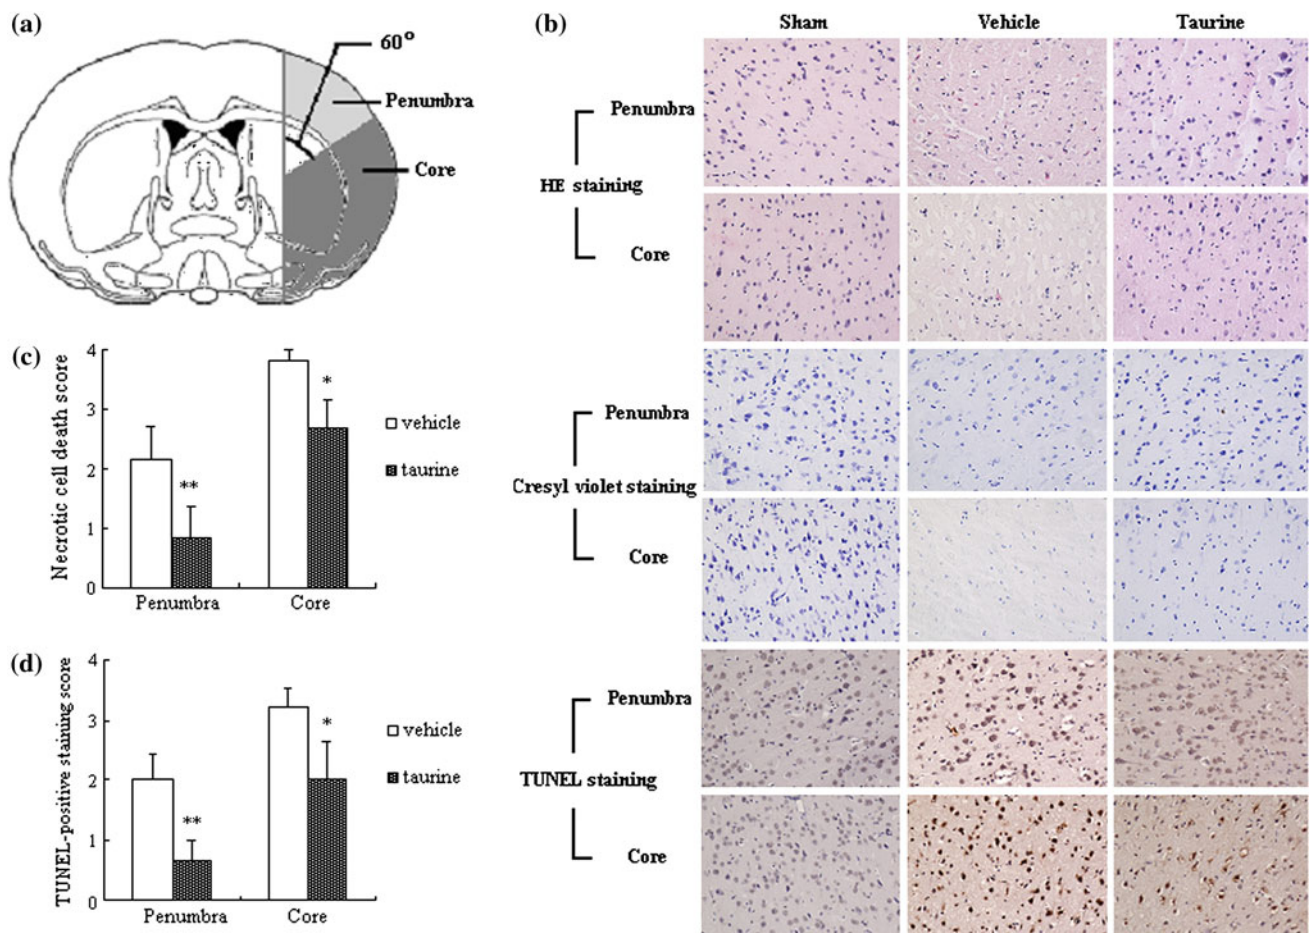 (a)
60°
Penumbra
Core
(b)
Sham Vehicle Taurine
Penumbra
HE staining
Core
Penumbra
Cresyl violet staining
Core
Penumbra
TUNEL staining
Core
(c)
Necrotic cell death score
4
3
2
1
0
**
*
vehicle
taurine
Penumbra Core
(d)
TUNEL-positive staining score
4
3
2
1
0
**
*
vehicle
taurine
Penumbra Core